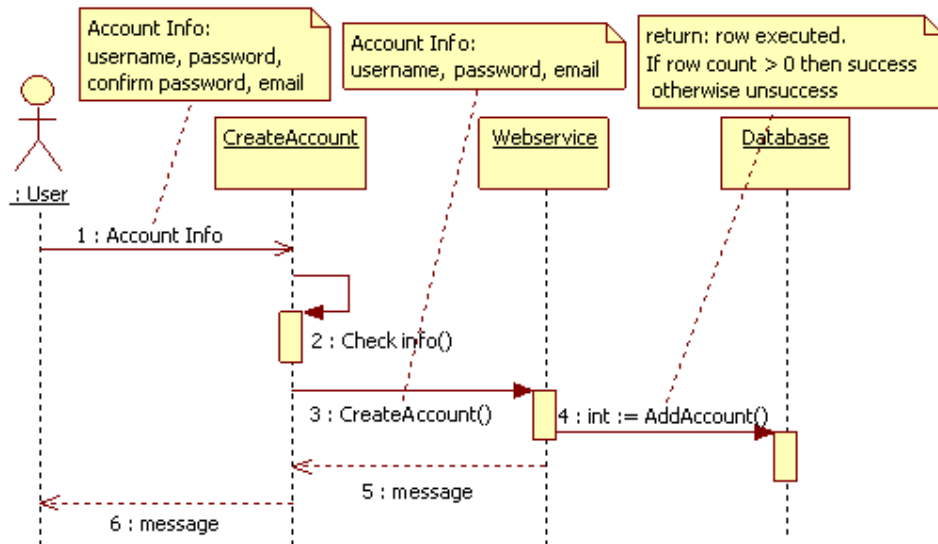 Account Info:
username, password,
confirm password, email
Account Info:
username, password, email
return: row executed.
If row count > 0 then success
otherwise unsuccess
: User
CreateAccount
Webservice
Database
1 : Account Info
2 : Check info()
3 : CreateAccount()
4 : int := AddAccount()
5 : message
6 : message